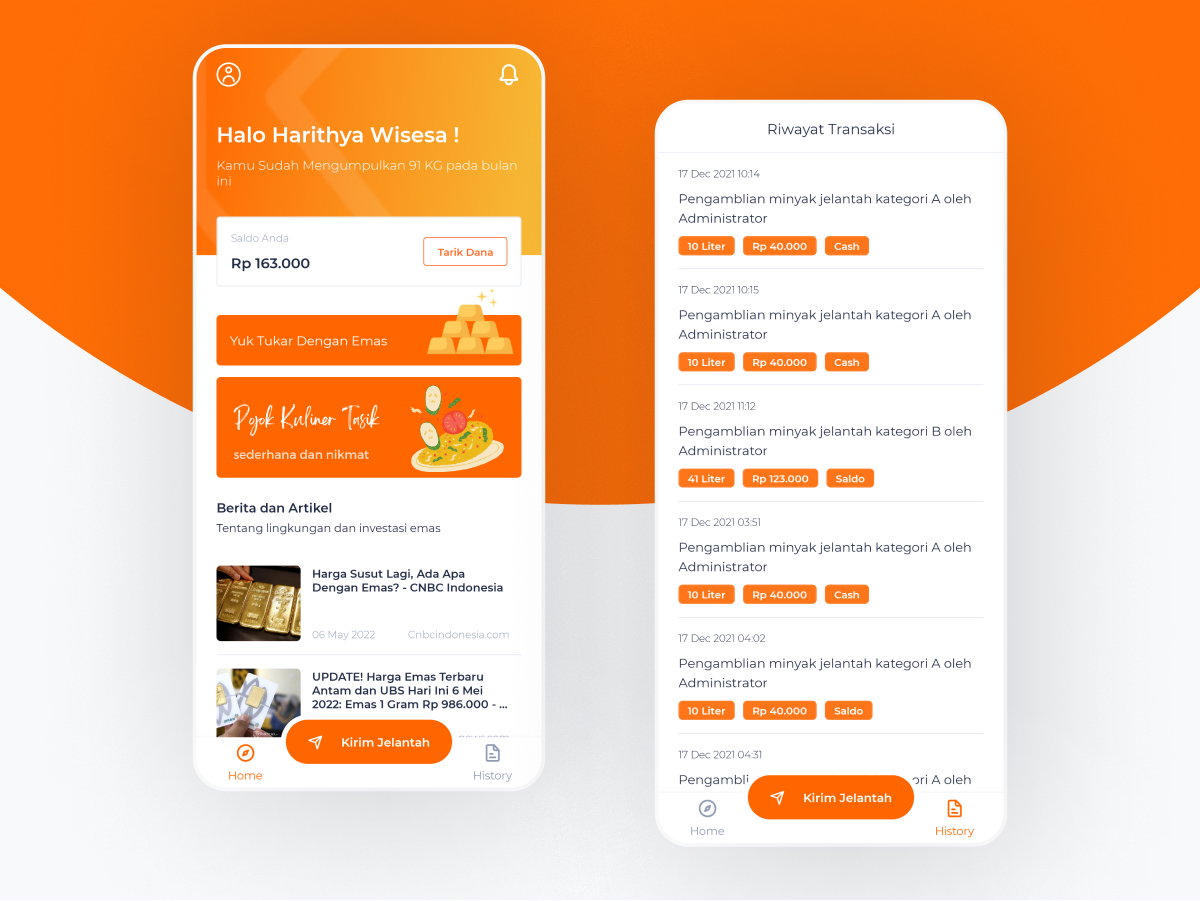 Halo Harithya Wisesa !
Kamu Sudah Mengumpulkan 91 KG pada bulan
ini
Saldo Anda
Rp 163.000
Tarik Dana
Yuk Tukar Dengan Emas
Pojok Kuliner Tasik
sederhana dan nikmat
Berita dan Artikel
Tentang lingkungan dan investasi emas
Harga Susut Lagi, Ada Apa
Dengan Emas? - CNBC Indonesia
06 May 2022 Cnbcindonesia.com
UPDATE! Harga Emas Terbaru
Antam dan UBS Hari Ini 6 Mei
2022: Emas 1 Gram Rp 986.000 - ...
Kirim Jelantah
Home
History
Riwayat Transaksi
17 Dec 2021 10:14
Pengamblian minyak jelantah kategori A oleh
Administrator
10 Liter Rp 40.000 Cash
17 Dec 2021 10:15
Pengamblian minyak jelantah kategori A oleh
Administrator
10 Liter Rp 40.000 Cash
17 Dec 2021 11:12
Pengamblian minyak jelantah kategori B oleh
Administrator
41 Liter Rp 123.000 Saldo
17 Dec 2021 03:51
Pengamblian minyak jelantah kategori A oleh
Administrator
10 Liter Rp 40.000 Cash
17 Dec 2021 04:02
Pengamblian minyak jelantah kategori A oleh
Administrator
10 Liter Rp 40.000 Saldo
17 Dec 2021 04:31
Pengambli ori A oleh
Kirim Jelantah
Home
History